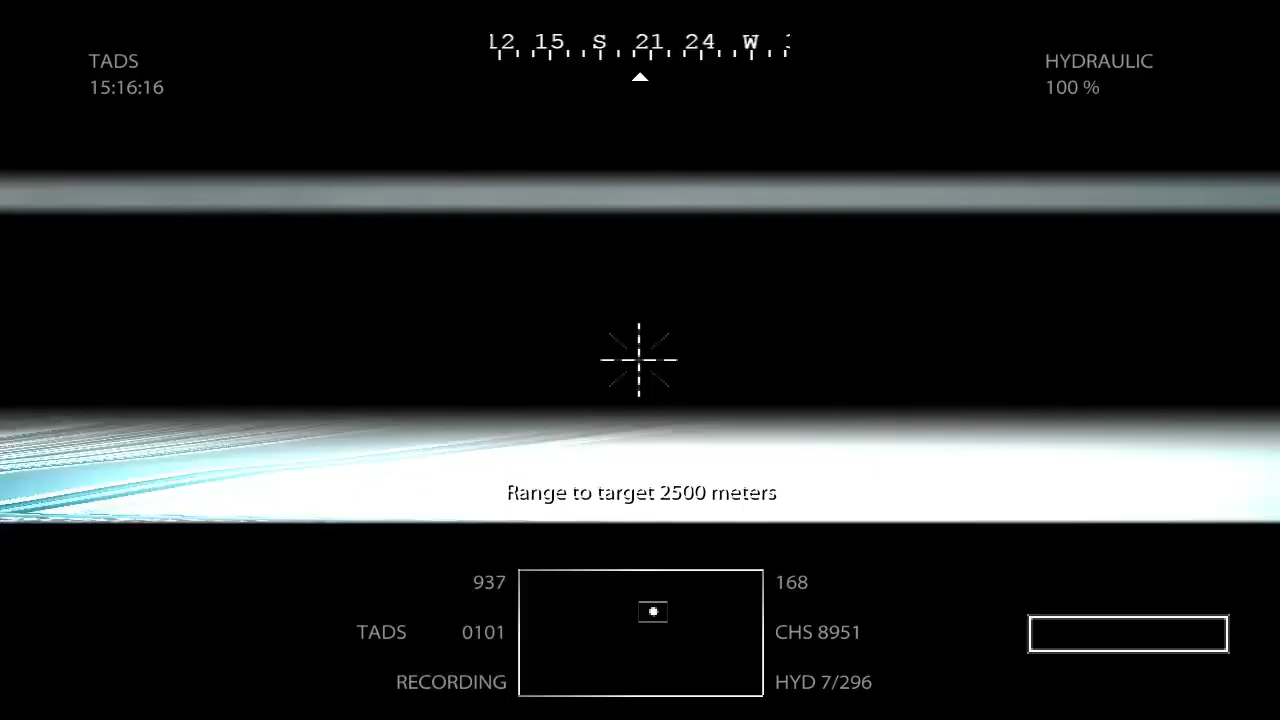 12 15 S 21 24 W
TADS
15:16:16
HYDRAULIC
100 %
Range to target 2500 meters
937
168
TADS 0101
CHS 8951
RECORDING
HYD 7/296